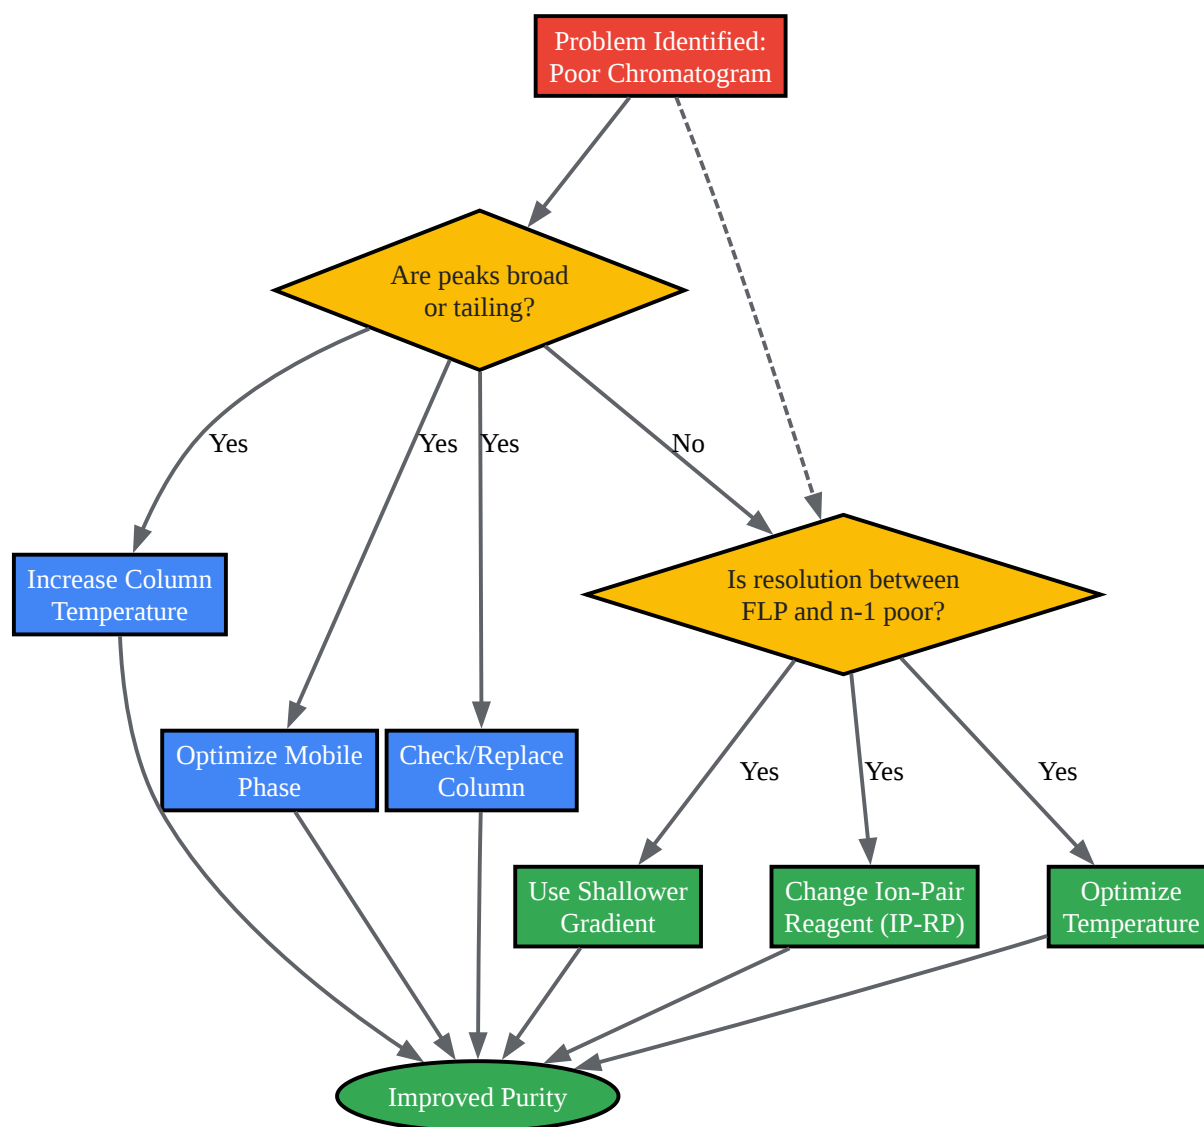 Problem Identified:
Poor Chromatogram
Are peaks broad
or tailing?
Yes
Yes
Yes
No
Increase Column
Temperature
Is resolution between
FLP and n-1 poor?
Optimize Mobile
Phase
Check/Replace
Column
Yes
Yes
Yes
Use Shallower
Gradient
Change Ion-Pair
Reagent (IP-RP)
Optimize
Temperature
Improved Purity